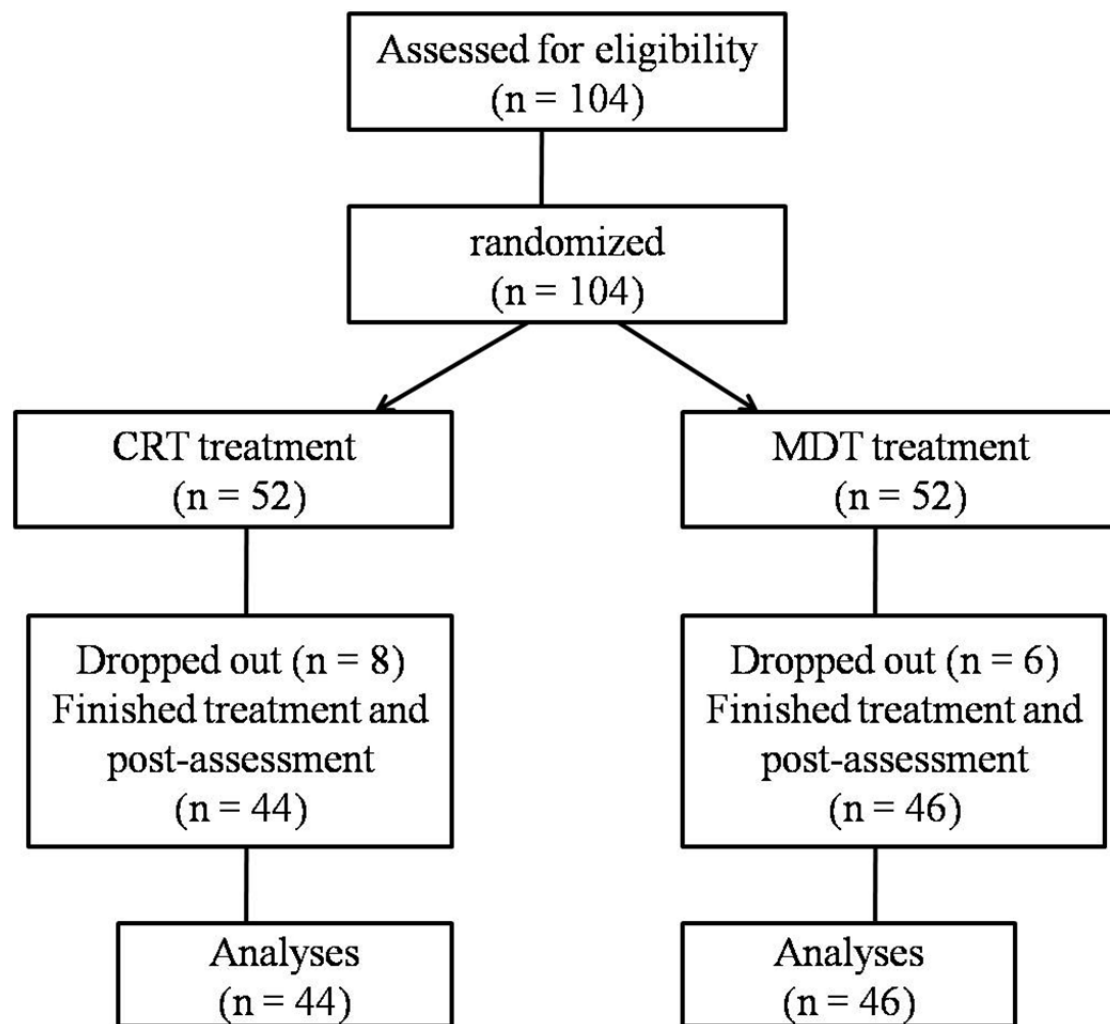 Assessed for eligibility
(n = 104)
randomized
(n = 104)
CRT treatment
(n = 52)
MDT treatment
(n = 52)
Dropped out (n = 8)
Finished treatment and
post-assessment
(n = 44)
Dropped out (n = 6)
Finished treatment and
post-assessment
(n = 46)
Analyses
(n = 44)
Analyses
(n = 46)